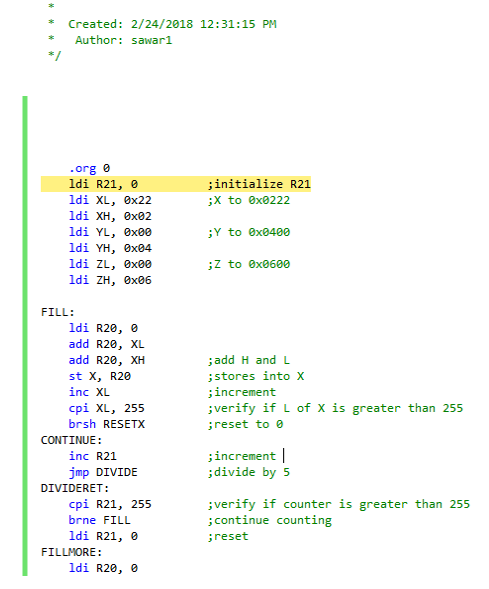 *
*  Created: 2/24/2018 12:31:15 PM
*   Author: sawar1
*/
.org 0
ldi R21, 0          ;initialize R21
ldi XL, 0x22        ;X to 0x0222
ldi XH, 0x02
ldi YL, 0x00        ;Y to 0x0400
ldi YH, 0x04
ldi ZL, 0x00        ;Z to 0x0600
ldi ZH, 0x06
FILL:
ldi R20, 0
add R20, XL
add R20, XH         ;add H and L
st X, R20           ;stores into X
inc XL              ;increment
cpi XL, 255         ;verify if L of X is greater than 255
brsh RESETX         ;reset to 0
CONTINUE:
inc R21             ;increment
jmp DIVIDE          ;divide by 5
DIVIDERET:
cpi R21, 255        ;verify if counter is greater than 255
brne FILL           ;continue counting
ldi R21, 0          ;reset
FILLMORE:
ldi R20, 0